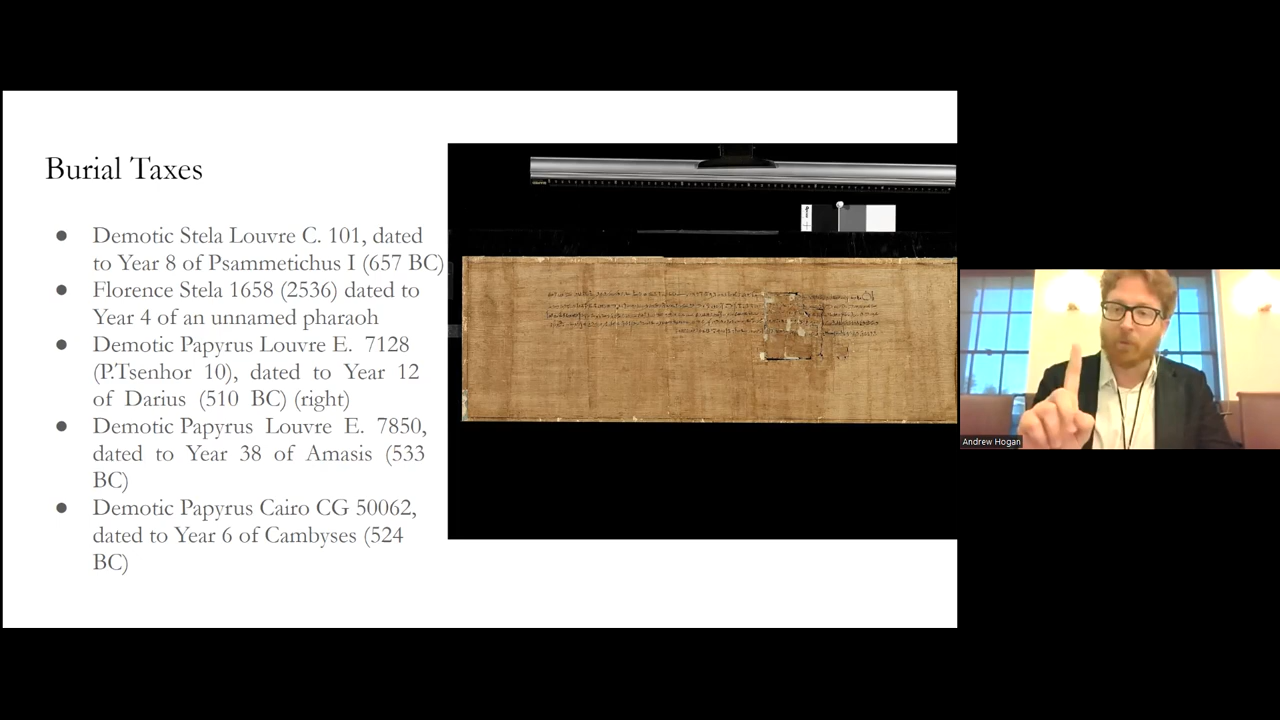 Burial Taxes
● Demotic Stela Louvre C. 101, dated
to Year 8 of Psammetichus I (657 BC)
● Florence Stela 1658 (2536) dated to
Year 4 of an unnamed pharaoh
● Demotic Papyrus Louvre E. 7128
(P.Tsenhor 10), dated to Year 12
of Darius (510 BC) (right)
● Demotic Papyrus Louvre E. 7850,
dated to Year 38 of Amasis (533
BC)
● Demotic Papyrus Cairo CG 50062,
dated to Year 6 of Cambyses (524
BC)
Andrew Hogan